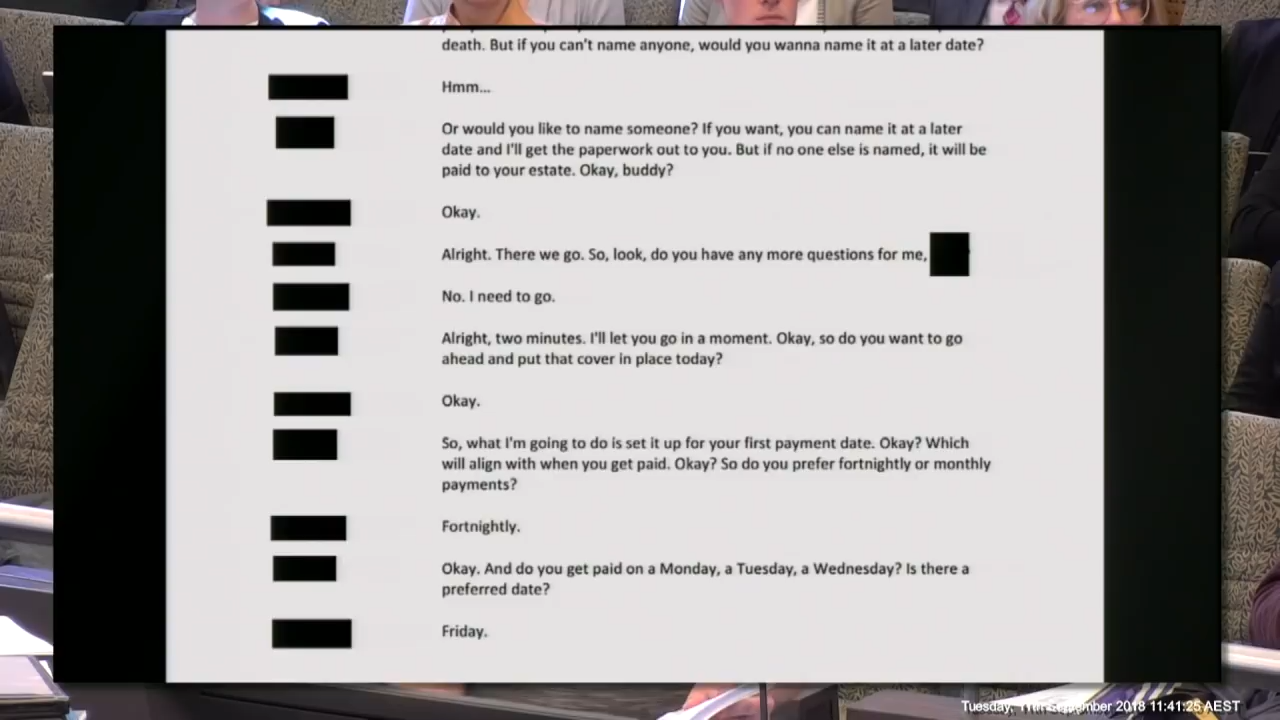 death. But if you can't name anyone, would you wanna name it at a later date?
Hmm...
Or would you like to name someone? If you want, you can name it at a later
date and I'll get the paperwork out to you. But if no one else is named, it will be
paid to your estate. Okay, buddy?
Okay.
Alright. There we go. So, look, do you have any more questions for me,
No. I need to go.
Alright, two minutes. I'll let you go in a moment. Okay, so do you want to go
ahead and put that cover in place today?
Okay.
So, what I'm going to do is set it up for your first payment date. Okay? Which
will align with when you get paid. Okay? So do you prefer fortnightly or monthly
payments?
Fortnightly.
Okay. And do you get paid on a Monday, a Tuesday, a Wednesday? Is there a
preferred date?
Friday.
Tuesday, 11th September 2018 11:41:25 AEST